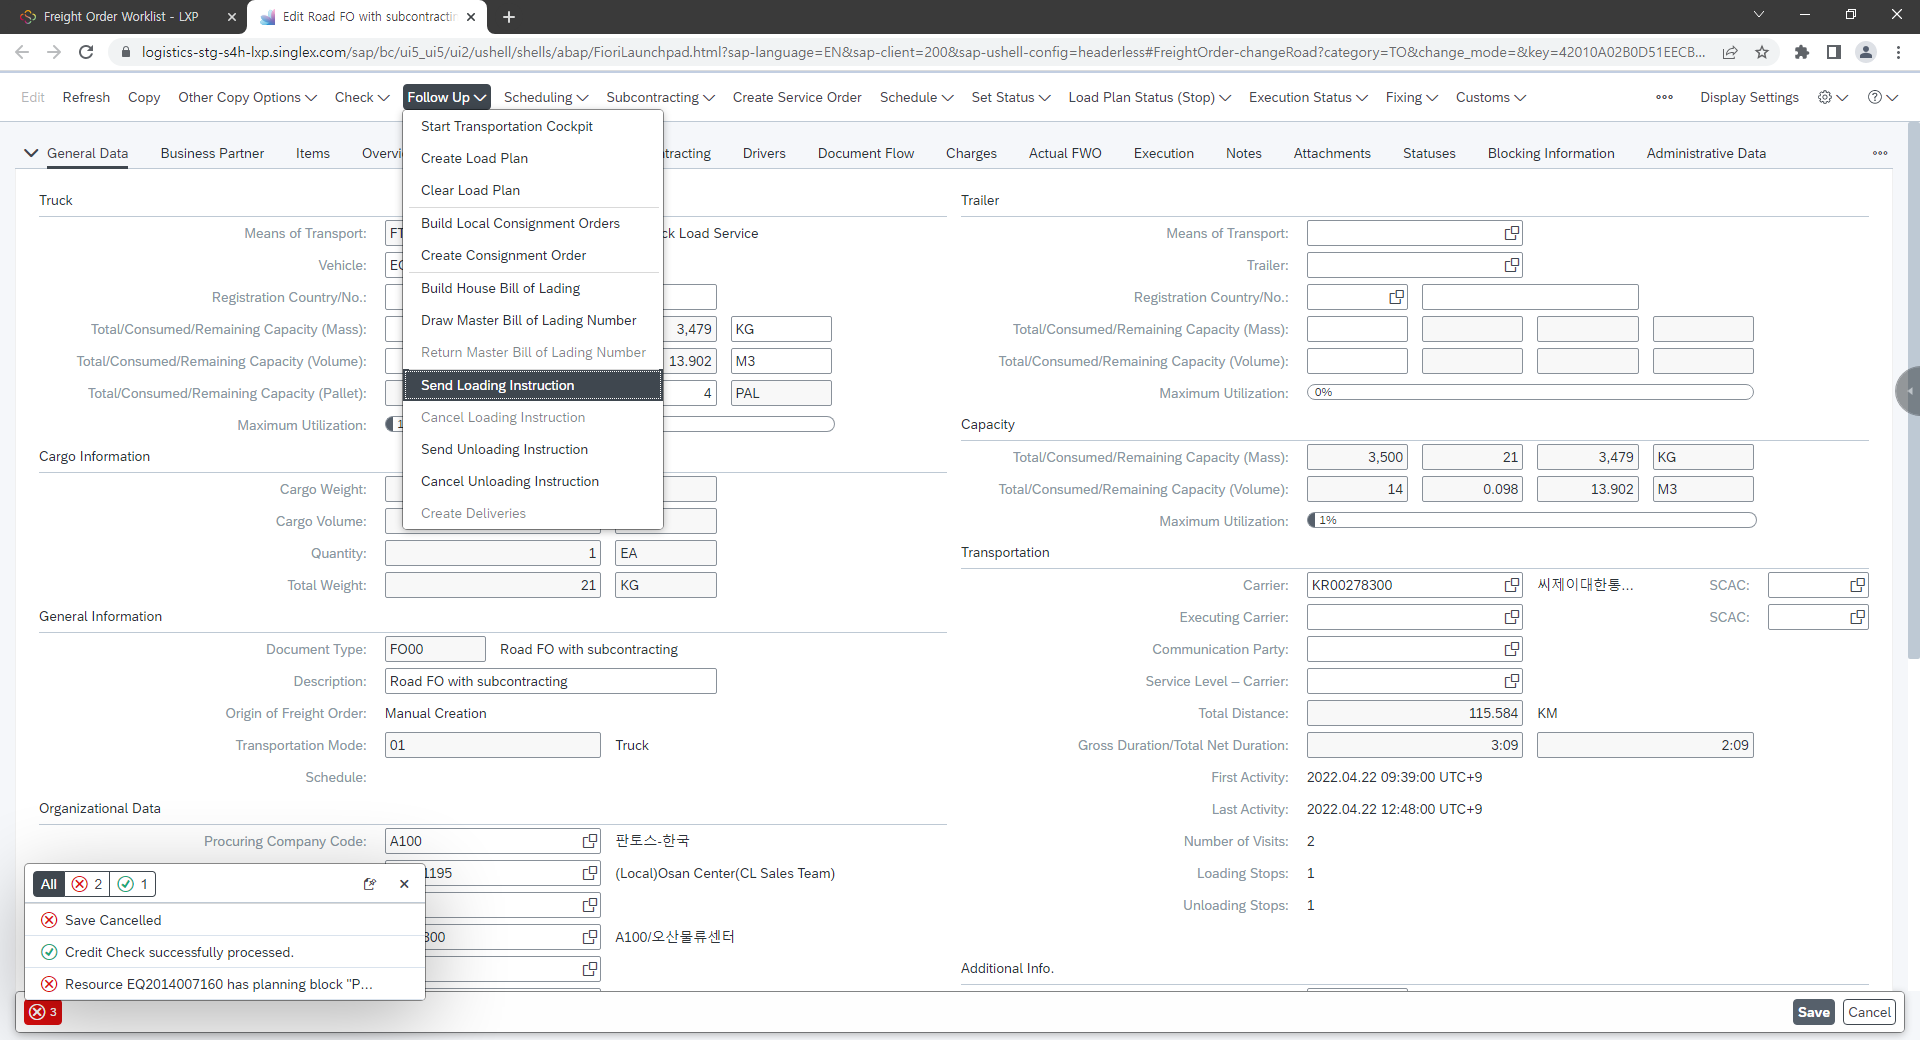 Freight Order Worklist - LXP
Edit Road FO with subcontractin
logistics-stg-s4h-lxp.singlex.com/sap/bc/ui5_ui5/ui2/ushell/shells/abap/FioriLaunchpad.html?sap-language=EN&sap-client=200&sap-ushell-config=headerless#FreightOrder-changeRoad?category=TO&change_mode=&key=42010A02B0D51EECB...
Edit Refresh Copy Other Copy Options Check Follow Up Scheduling Subcontracting Create Service Order Schedule Set Status Load Plan Status (Stop) Execution Status Fixing Customs Display Settings
General Data Business Partner Items Overvi tracting Drivers Document Flow Charges Actual FWO Execution Notes Attachments Statuses Blocking Information Administrative Data
Start Transportation Cockpit
Create Load Plan
Clear Load Plan
Build Local Consignment Orders
Create Consignment Order
Build House Bill of Lading
Draw Master Bill of Lading Number
Return Master Bill of Lading Number
Send Loading Instruction
Cancel Loading Instruction
Send Unloading Instruction
Cancel Unloading Instruction
Create Deliveries
Truck
Means of Transport: FT ck Load Service
Vehicle: EQ
Registration Country/No.:
Total/Consumed/Remaining Capacity (Mass): 3,479 KG
Total/Consumed/Remaining Capacity (Volume): 13.902 M3
Total/Consumed/Remaining Capacity (Pallet): 4 PAL
Maximum Utilization: 1
Cargo Information
Cargo Weight:
Cargo Volume:
Quantity: 1 EA
Total Weight: 21 KG
General Information
Document Type: FO00 Road FO with subcontracting
Description: Road FO with subcontracting
Origin of Freight Order: Manual Creation
Transportation Mode: 01 Truck
Schedule:
Organizational Data
Procuring Company Code: A100 판토스-한국
1195 (Local)Osan Center(CL Sales Team)
300 A100/오산물류센터
Trailer
Means of Transport:
Trailer:
Registration Country/No.:
Total/Consumed/Remaining Capacity (Mass):
Total/Consumed/Remaining Capacity (Volume):
Maximum Utilization: 0%
Capacity
Total/Consumed/Remaining Capacity (Mass): 3,500 21 3,479 KG
Total/Consumed/Remaining Capacity (Volume): 14 0.098 13.902 M3
Maximum Utilization: 1%
Transportation
Carrier: KR00278300 씨제이대한통... SCAC:
Executing Carrier: SCAC:
Communication Party:
Service Level – Carrier:
Total Distance: 115.584 KM
Gross Duration/Total Net Duration: 3:09 2:09
First Activity: 2022.04.22 09:39:00 UTC+9
Last Activity: 2022.04.22 12:48:00 UTC+9
Number of Visits: 2
Loading Stops: 1
Unloading Stops: 1
Additional Info.
All 2 1
Save Cancelled
Credit Check successfully processed.
Resource EQ2014007160 has planning block "P...
3
Save Cancel